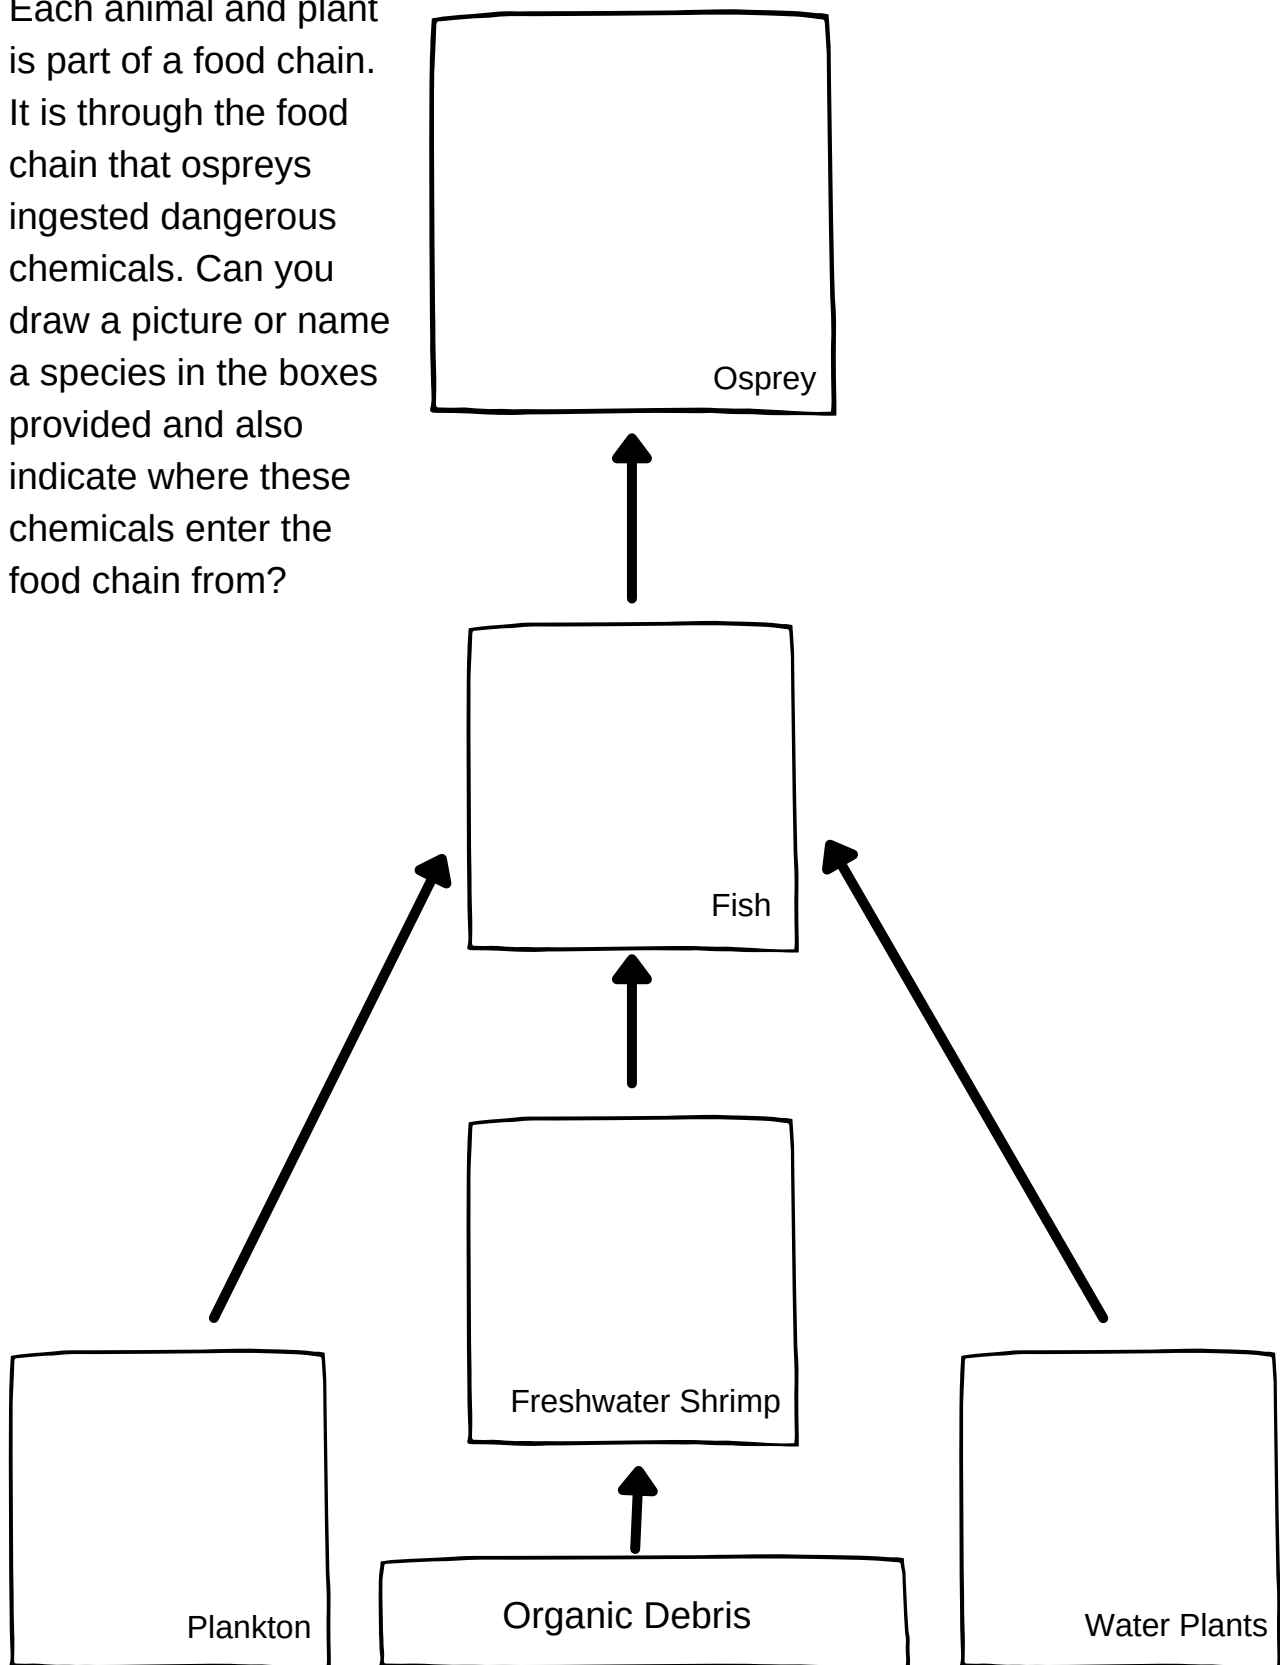 Each animal and plant
is part of a food chain.
It is through the food
chain that ospreys
ingested dangerous
chemicals. Can you
draw a picture or name
a species in the boxes
provided and also
indicate where these
chemicals enter the
food chain from?
Osprey
Fish
Freshwater Shrimp
Plankton
Organic Debris
Water Plants